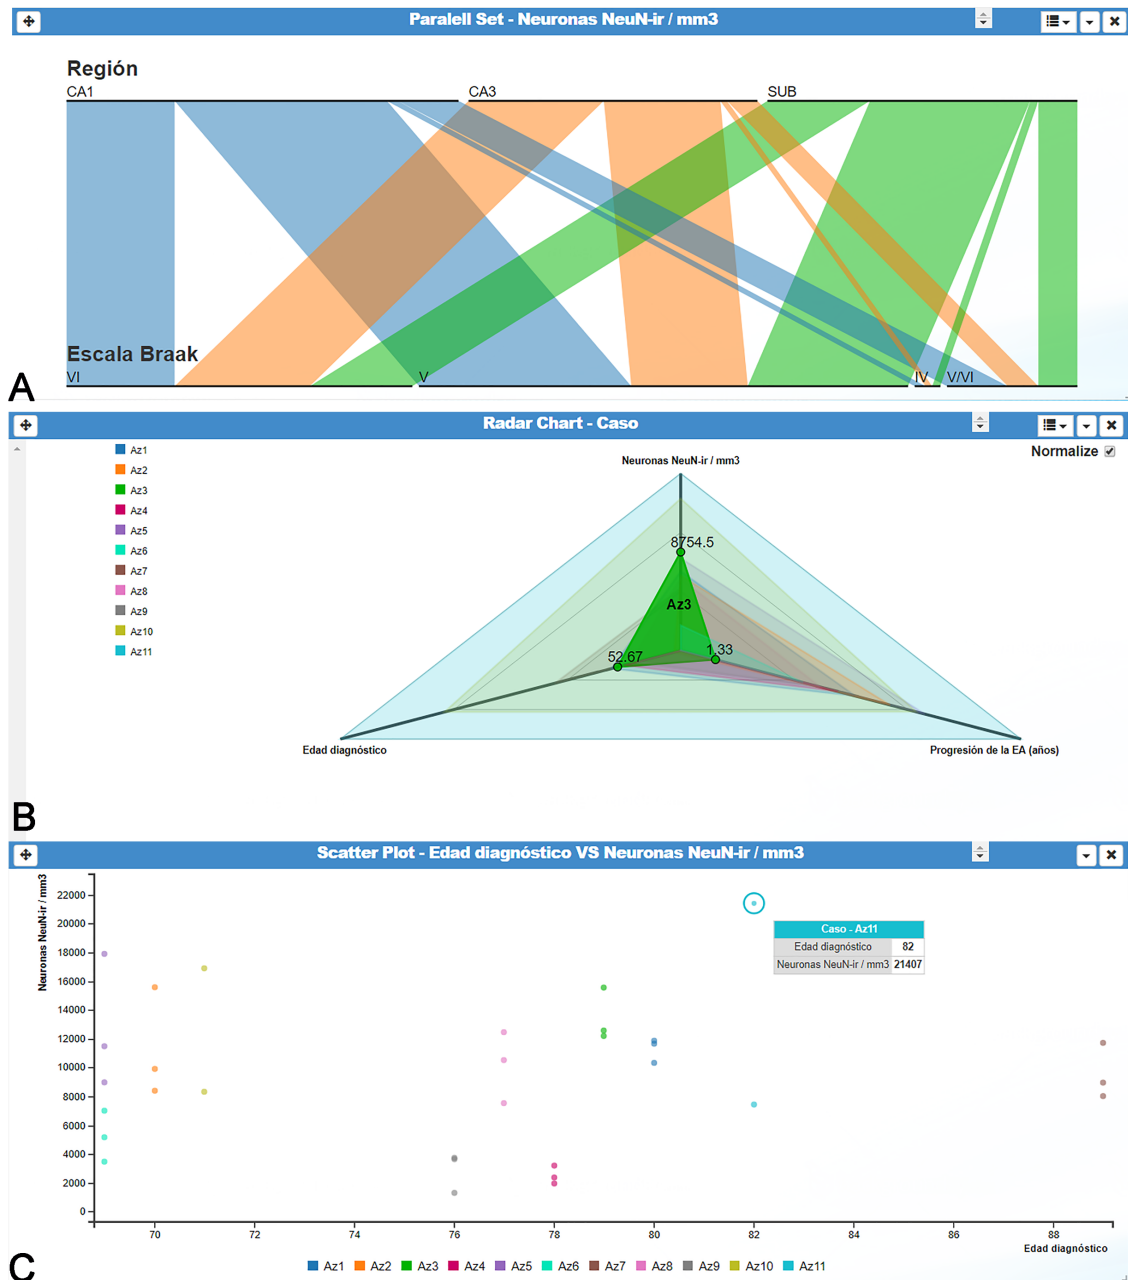 Paralell Set - Neuronas NeuN-ir / mm3
Región
CA1 CA3 SUB
Escala Braak
VI V IV V/VI
A
Radar Chart - Caso
Normalize
Az1
Az2
Az3
Az4
Az5
Az6
Az7
Az8
Az9
Az10
Az11
Neuronas NeuN-ir / mm3
8754.5
Az3
52.67 1.33
Edad diagnóstico Progresión de la EA (años)
B
Scatter Plot - Edad diagnóstico VS Neuronas NeuN-ir / mm3
Neuronas NeuN-ir / mm3
22000
20000
18000
16000
14000
12000
10000
8000
6000
4000
2000
0
Caso - Az11
Edad diagnóstico 82
Neuronas NeuN-ir / mm3 21407
70 72 74 76 78 80 82 84 86 88
Edad diagnóstico
Az1 Az2 Az3 Az4 Az5 Az6 Az7 Az8 Az9 Az10 Az11
C